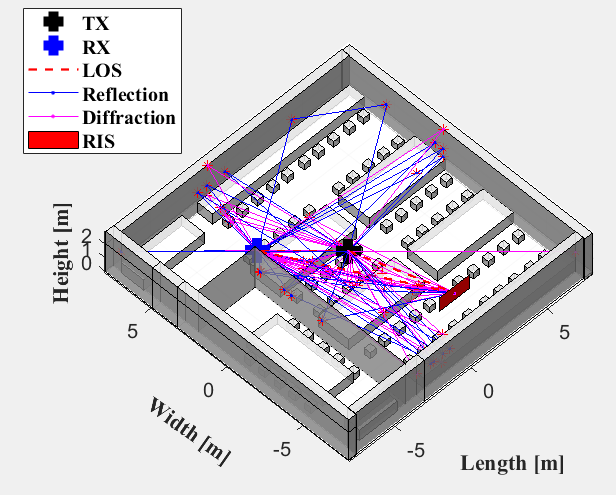 TX
RX
LOS
Reflection
Diffraction
RIS
Height [m]
2
1
0
5
0
-5
Width [m]
5
0
-5
Length [m]